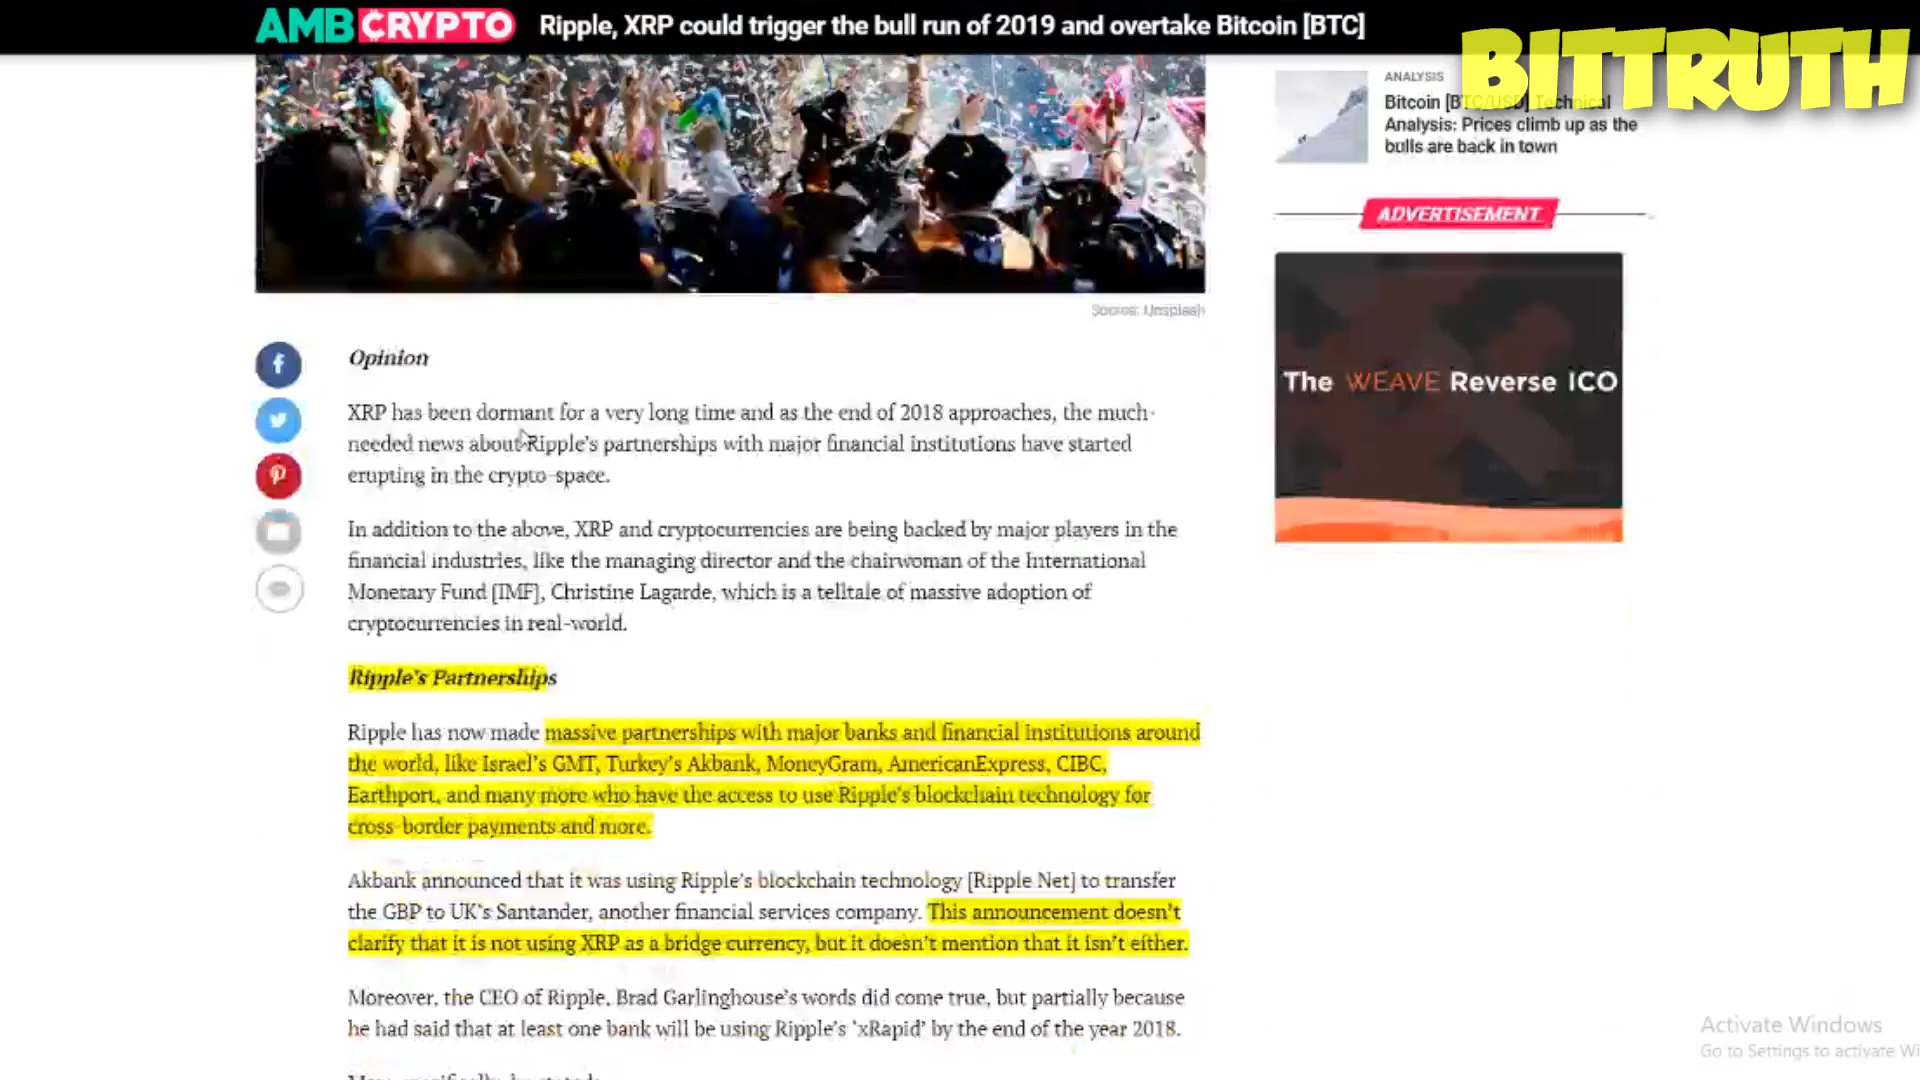 AMBCRYPTO
Ripple, XRP could trigger the bull run of 2019 and overtake Bitcoin [BTC]
BITTRUTH
ANALYSIS
Bitcoin [BTC/USD] Technical
Analysis: Prices climb up as the
bulls are back in town
ADVERTISEMENT
The WEAVE Reverse ICO
Source: Unsplash
Opinion
XRP has been dormant for a very long time and as the end of 2018 approaches, the much-
needed news about Ripple's partnerships with major financial institutions have started
erupting in the crypto-space.
In addition to the above, XRP and cryptocurrencies are being backed by major players in the
financial industries, like the managing director and the chairwoman of the International
Monetary Fund [IMF], Christine Lagarde, which is a telltale of massive adoption of
cryptocurrencies in real-world.
Ripple's Partnerships
Ripple has now made massive partnerships with major banks and financial institutions around
the world, like Israel's GMT, Turkey's Akbank, MoneyGram, AmericanExpress, CIBC,
Earthport, and many more who have the access to use Ripple's blockchain technology for
cross-border payments and more.
Akbank announced that it was using Ripple's blockchain technology [Ripple Net] to transfer
the GBP to UK's Santander, another financial services company. This announcement doesn't
clarify that it is not using XRP as a bridge currency, but it doesn't mention that it isn't either.
Moreover, the CEO of Ripple, Brad Garlinghouse's words did come true, but partially because
he had said that at least one bank will be using Ripple's 'xRapid' by the end of the year 2018.
Activate Windows
Go to Settings to activate Wi